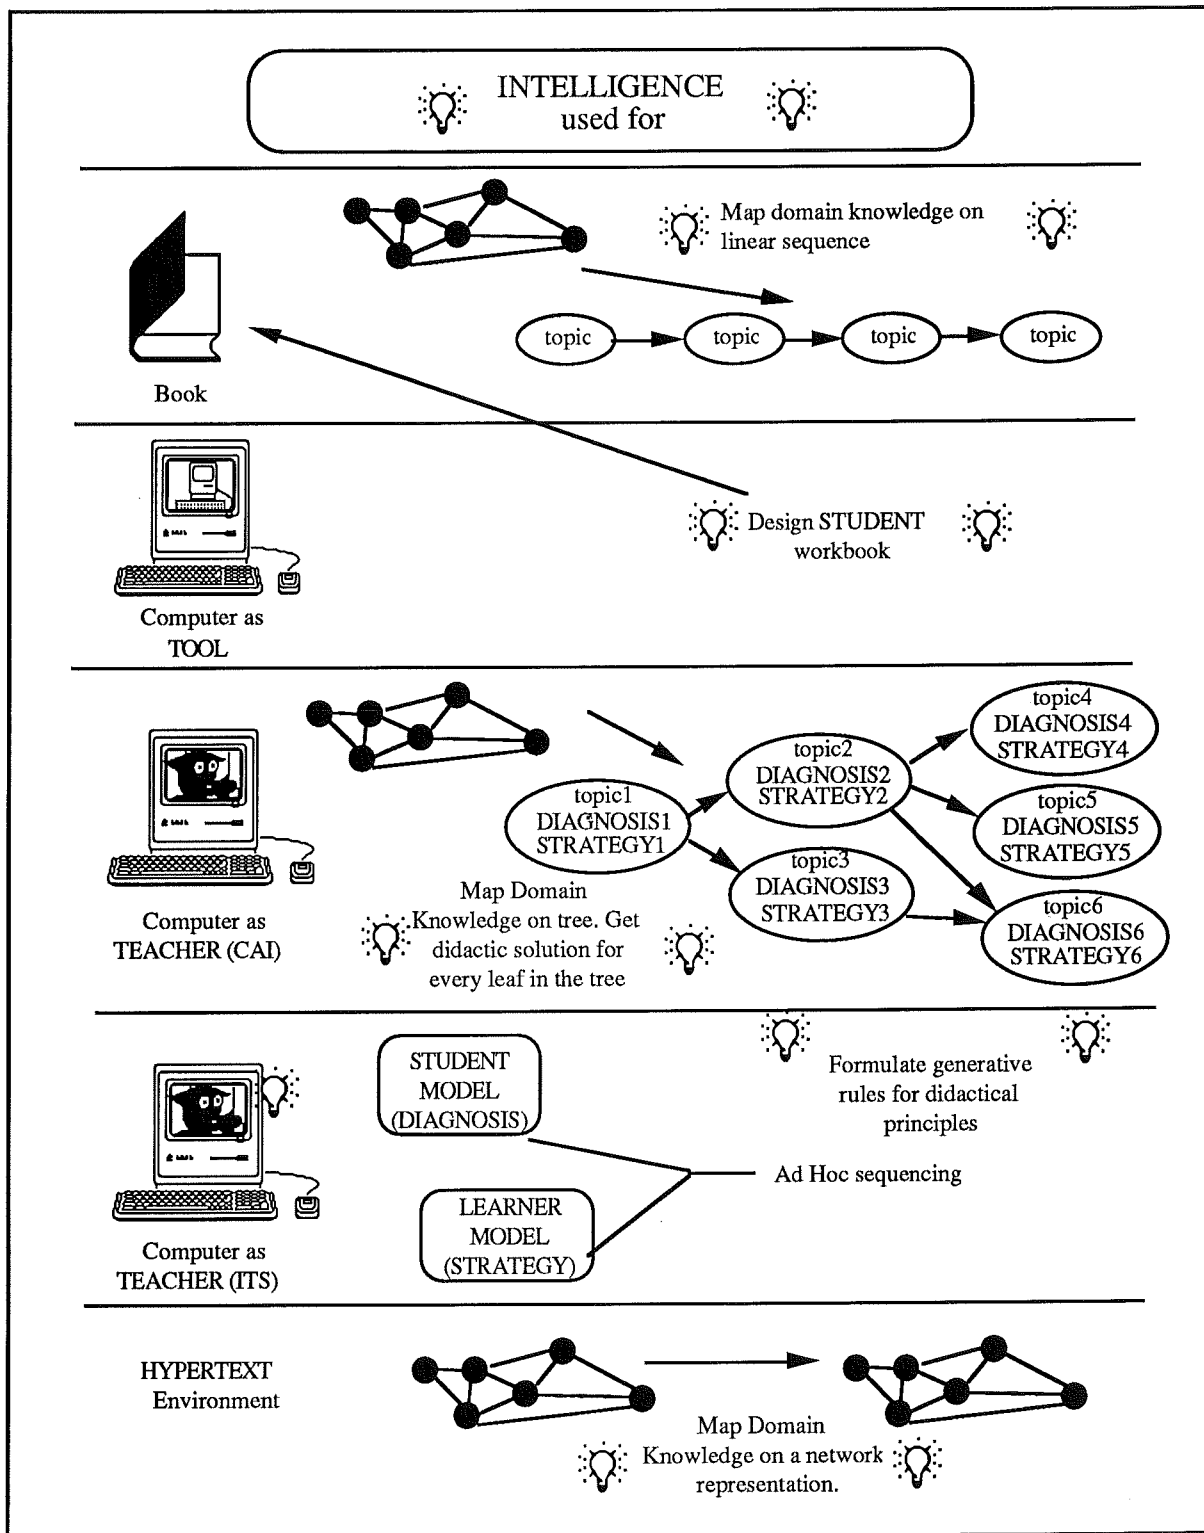 INTELLIGENCE
used for
Map domain knowledge on
linear sequence
topic
topic
topic
topic
Book
Design STUDENT
workbook
Computer as
TOOL
topic1
DIAGNOSIS1
STRATEGY1
topic2
DIAGNOSIS2
STRATEGY2
topic3
DIAGNOSIS3
STRATEGY3
topic4
DIAGNOSIS4
STRATEGY4
topic5
DIAGNOSIS5
STRATEGY5
topic6
DIAGNOSIS6
STRATEGY6
Computer as
TEACHER (CAI)
Map Domain
Knowledge on tree. Get
didactic solution for
every leaf in the tree
STUDENT
MODEL
(DIAGNOSIS)
Formulate generative
rules for didactical
principles
Ad Hoc sequencing
LEARNER
MODEL
(STRATEGY)
Computer as
TEACHER (ITS)
HYPERTEXT
Environment
Map Domain
Knowledge on a network
representation.